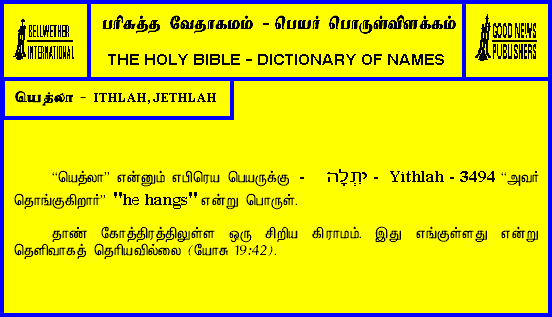 BELLWETHER
INTERNATIONAL
பரிசுத்த வேதாகமம் - பெயர் பொருள்விளக்கம்
THE HOLY BIBLE - DICTIONARY OF NAMES
GOOD NEWS
PUBLISHERS
யெத்லா - ITHLAH, JETHLAH
“யெத்லா” என்னும் எபிரெய பெயருக்கு - יִתְלָה - Yithlah - 3494 “அவர்
தொங்குகிறார்” "he hangs" என்று பொருள்.
தாண் கோத்திரத்திலுள்ள ஒரு சிறிய கிராமம். இது எங்குள்ளது என்று
தெளிவாகத் தெரியவில்லை (யோசு 19:42).